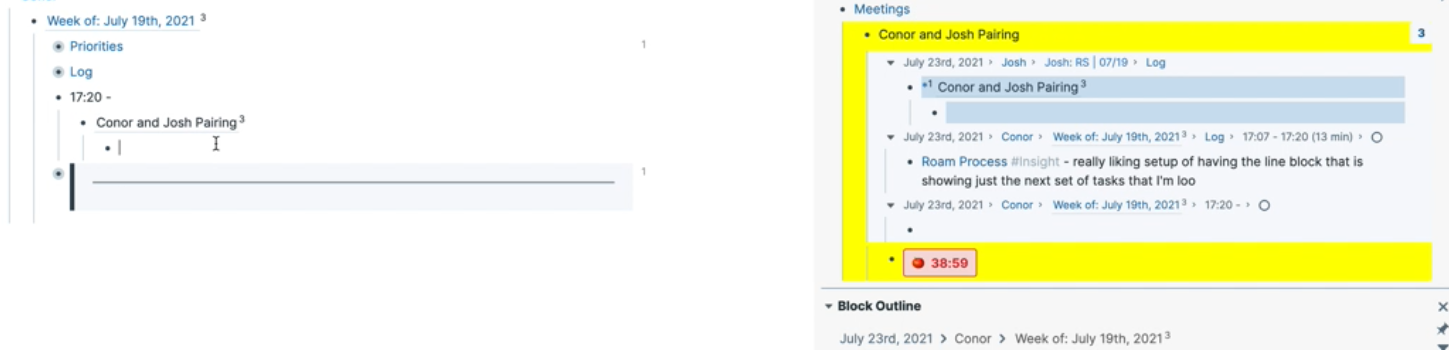 Week of: July 19th, 2021 3
Priorities 1
Log
17:20 -
Conor and Josh Pairing 3
1
Meetings
Conor and Josh Pairing 3
July 23rd, 2021 › Josh › Josh: RS | 07/19 › Log
*1 Conor and Josh Pairing 3
July 23rd, 2021 › Conor › Week of: July 19th, 2021 3 › Log › 17:07 - 17:20 (13 min) ›
Roam Process #Insight - really liking setup of having the line block that is
showing just the next set of tasks that I'm loo
July 23rd, 2021 › Conor › Week of: July 19th, 2021 3 › 17:20 - ›
38:59
Block Outline
July 23rd, 2021 › Conor › Week of: July 19th, 2021 3